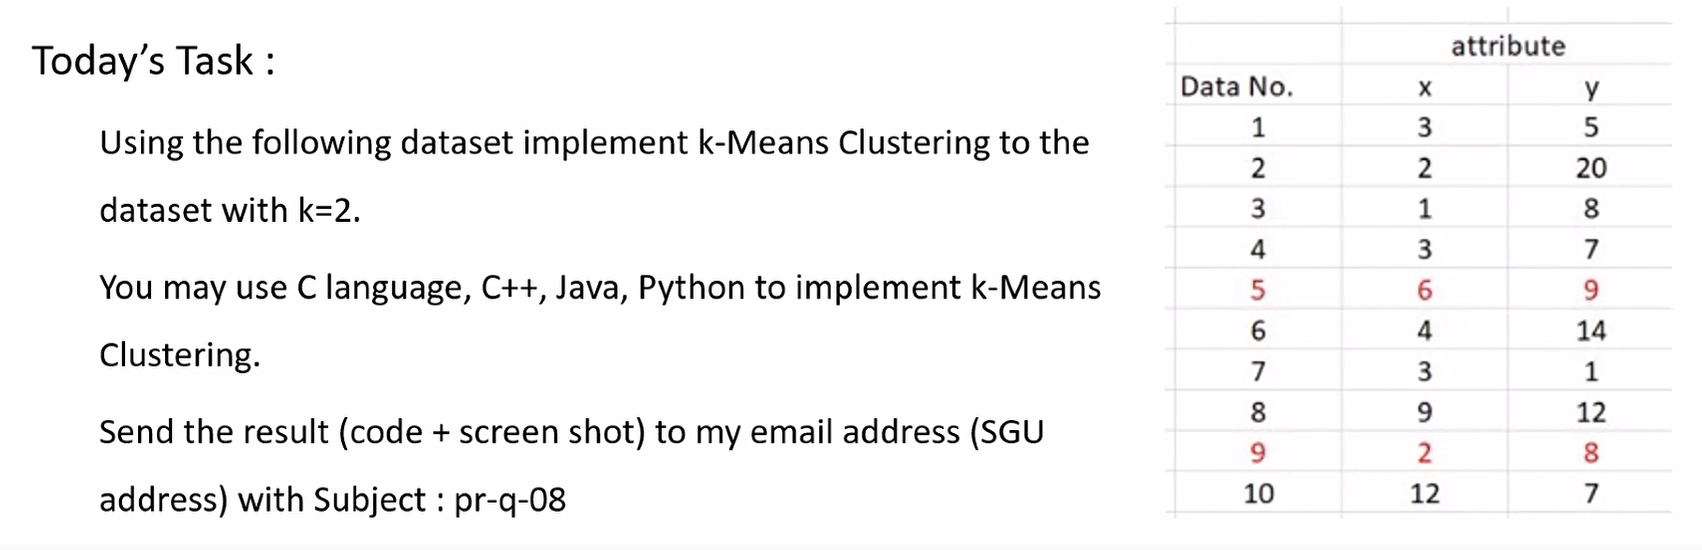 Today's Task :
Using the following dataset implement k-Means Clustering to the
dataset with k=2.
You may use C language, C++, Java, Python to implement k-Means
Clustering.
Send the result (code + screen shot) to my email address (SGU
address) with Subject : pr-q-08
attribute
Data No. x y
1 3 5
2 2 20
3 1 8
4 3 7
5 6 9
6 4 14
7 3 1
8 9 12
9 2 8
10 12 7